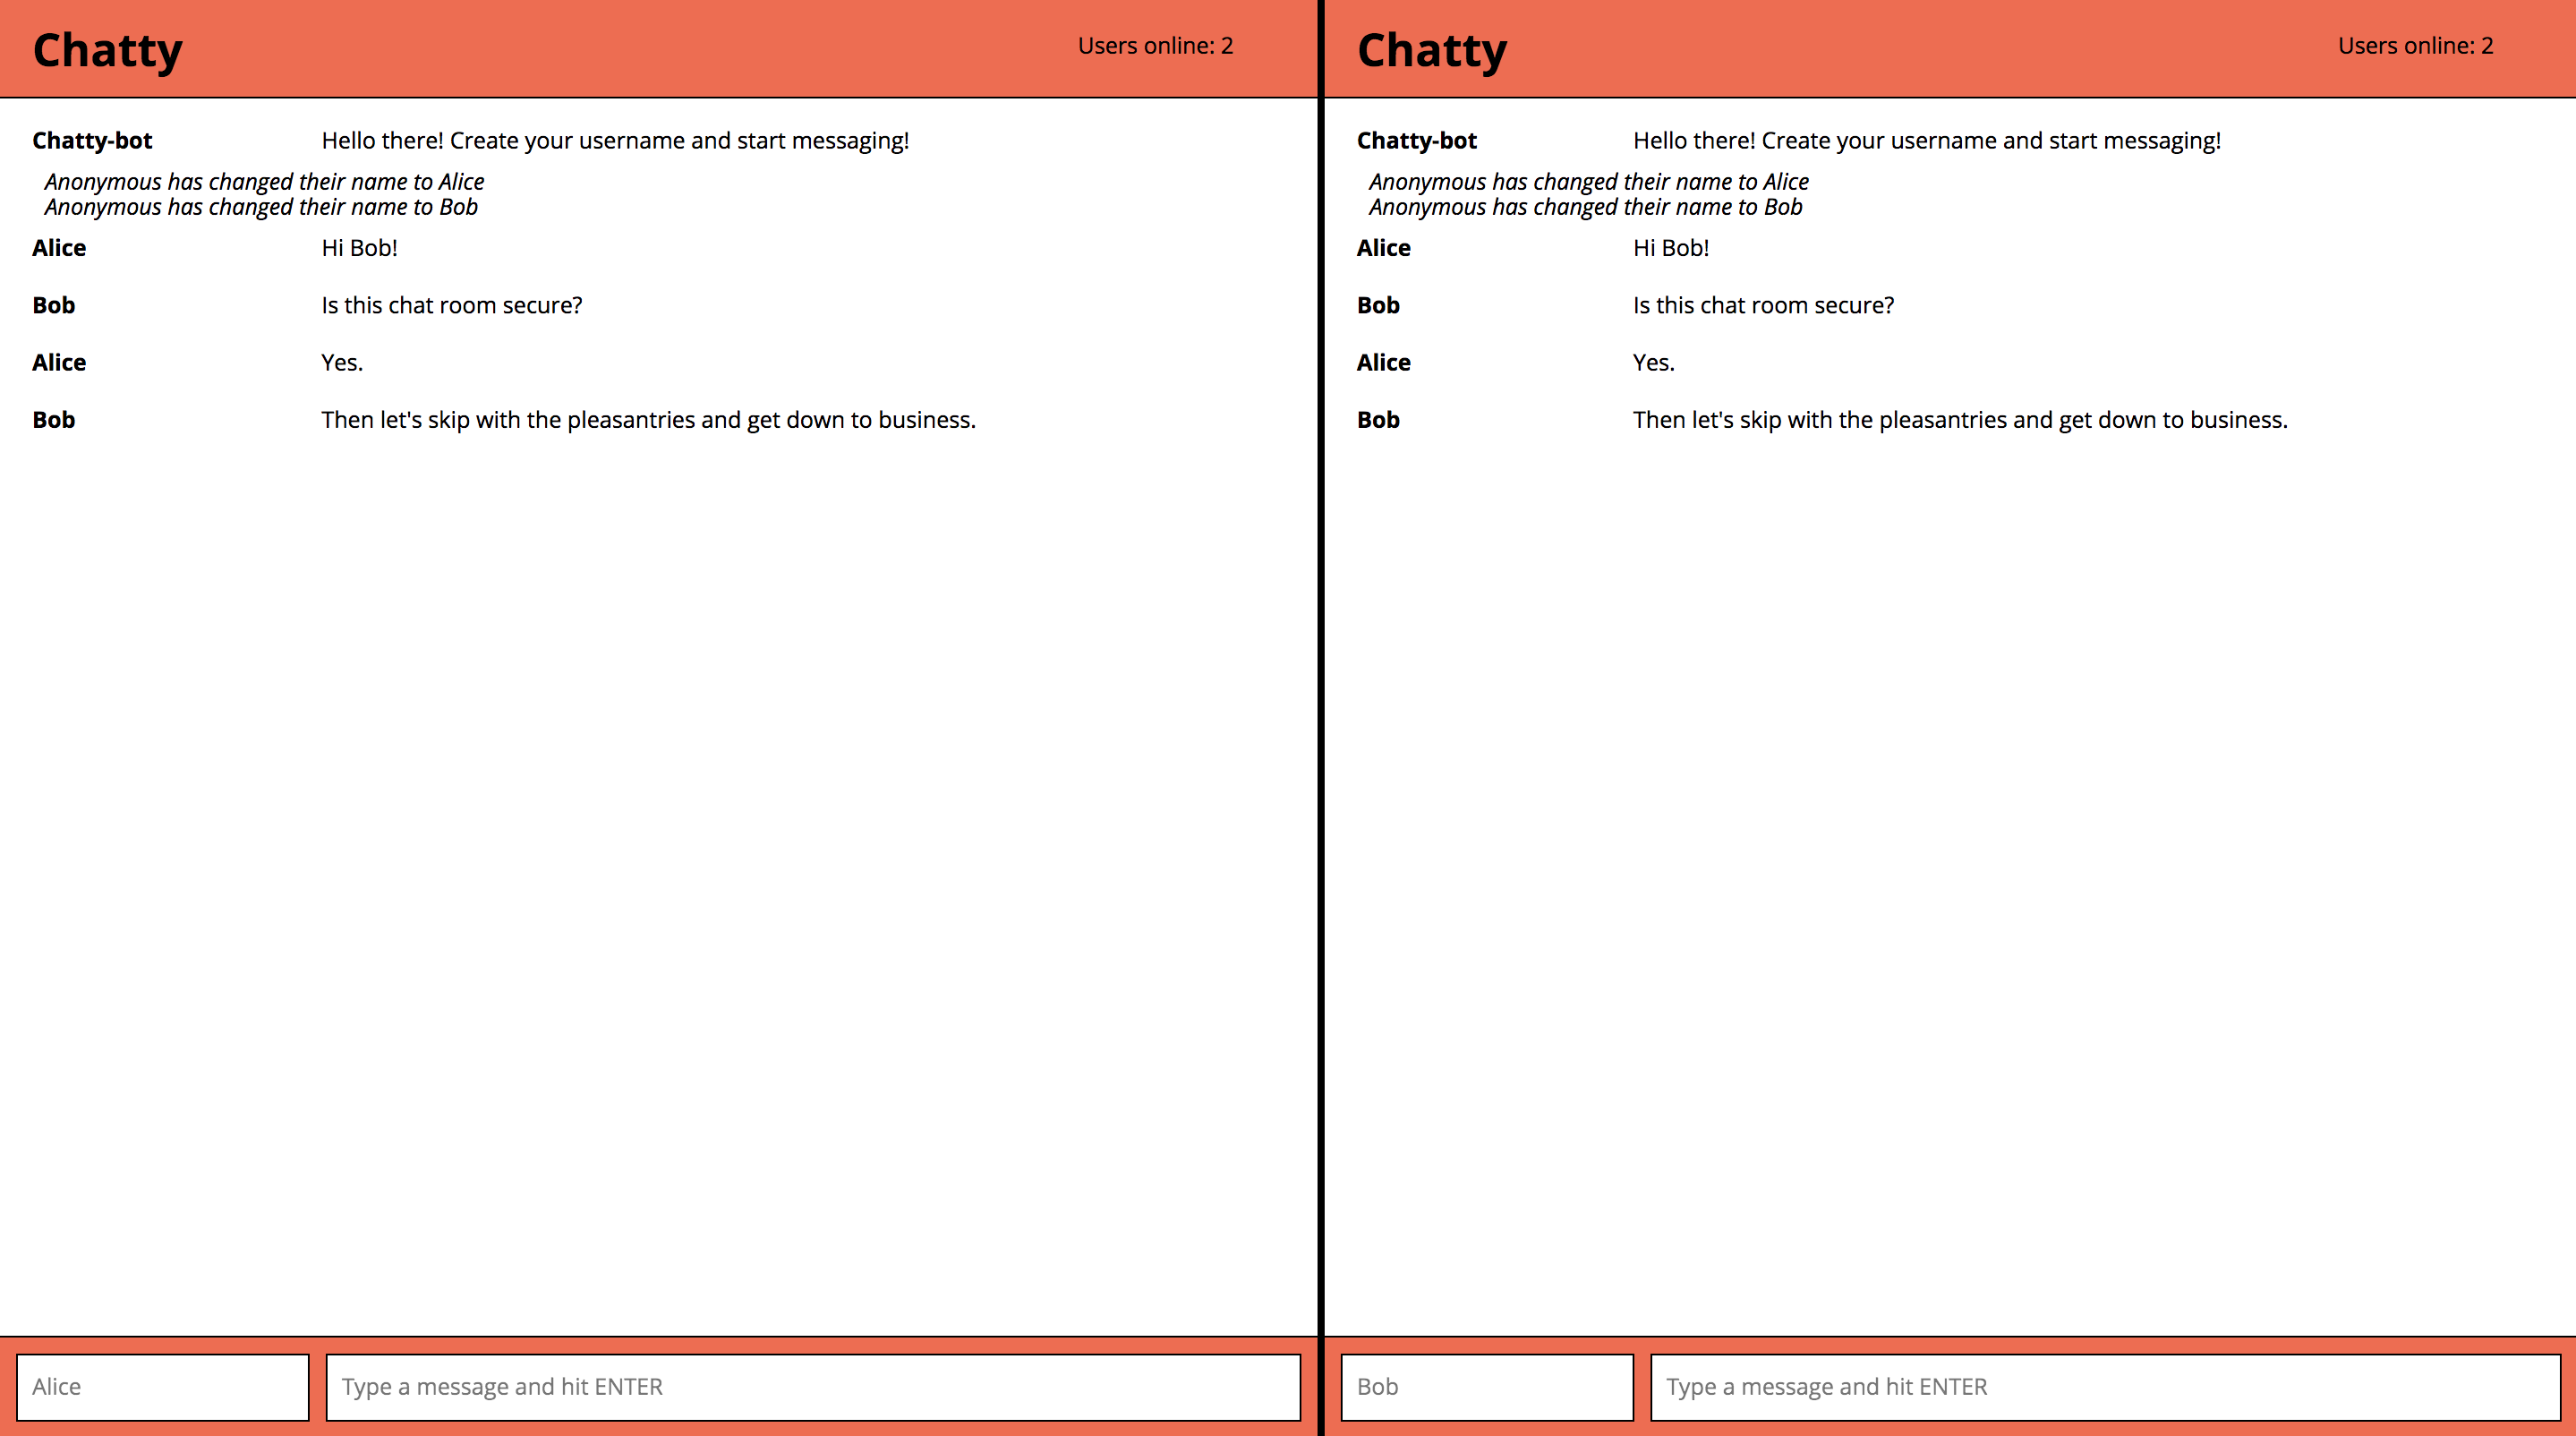 Chatty
Users online: 2
Chatty-bot Hello there! Create your username and start messaging!
Anonymous has changed their name to Alice
Anonymous has changed their name to Bob
Alice Hi Bob!
Bob Is this chat room secure?
Alice Yes.
Bob Then let's skip with the pleasantries and get down to business.
Alice
Type a message and hit ENTER
Chatty
Users online: 2
Chatty-bot Hello there! Create your username and start messaging!
Anonymous has changed their name to Alice
Anonymous has changed their name to Bob
Alice Hi Bob!
Bob Is this chat room secure?
Alice Yes.
Bob Then let's skip with the pleasantries and get down to business.
Bob
Type a message and hit ENTER